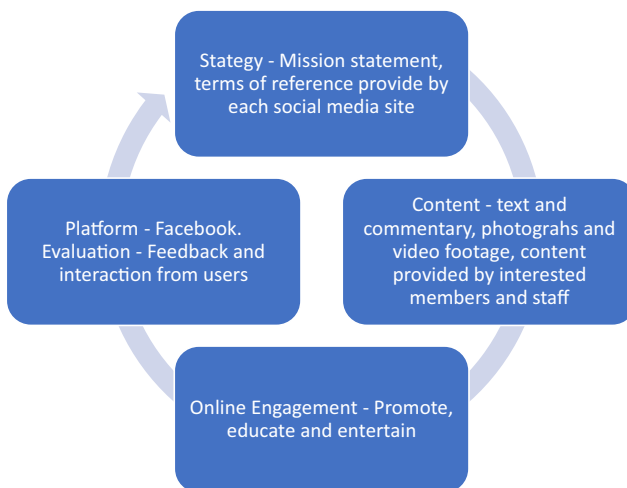 Stategy - Mission statement,
terms of reference provide by
each social media site
Content - text and
commentary, photograhs and
video footage, content
provided by interested
members and staff
Online Engagement - Promote,
educate and entertain
Platform - Facebook.
Evaluation - Feedback and
interaction from users